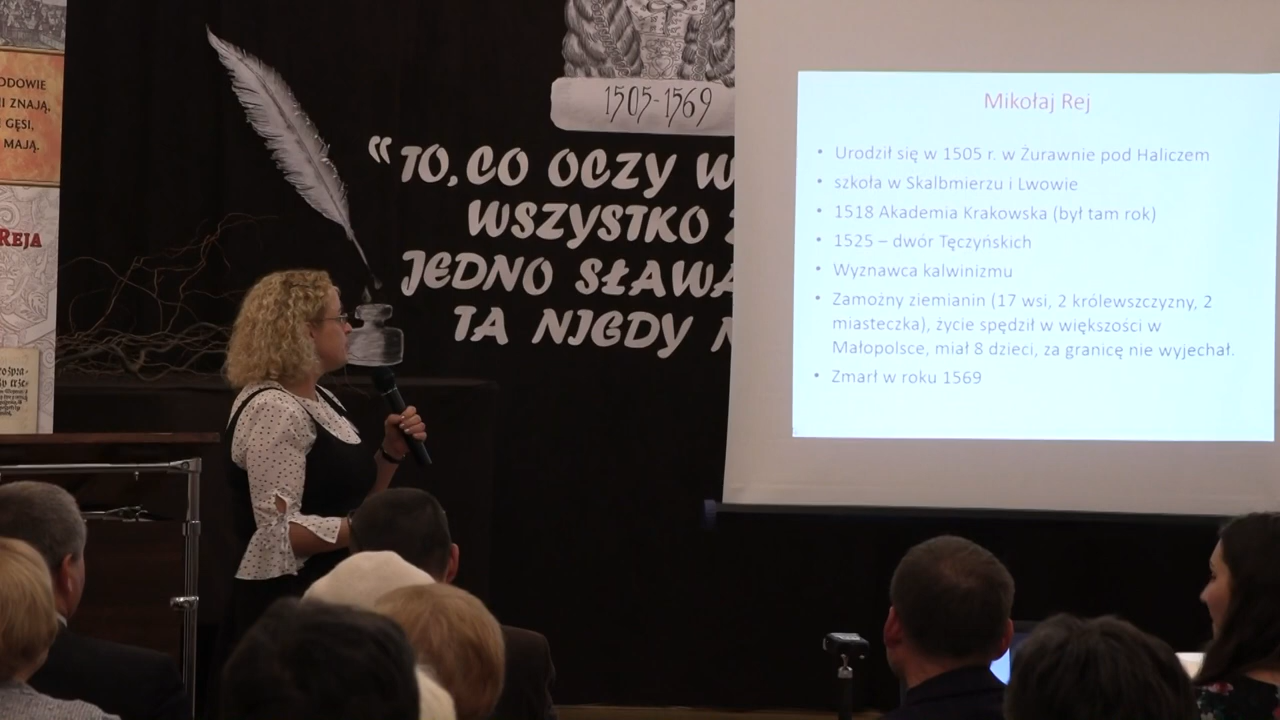 ODOWIE
I ZNAJĄ,
GĘSI,
MAJĄ.
REJA
1505-1569
“TO, CO OCZY W
WSZYSTKO
JEDNO SŁAWA
TA NIGDY N
Mikołaj Rej
• Urodził się w 1505 r. w Żurawnie pod Haliczem
• szkoła w Skalbmierzu i Lwowie
• 1518 Akademia Krakowska (był tam rok)
• 1525 – dwór Tęczyńskich
• Wyznawca kalwinizmu
• Zamożny ziemianin (17 wsi, 2 królewszczyzny, 2
miasteczka), życie spędził w większości w
Małopolsce, miał 8 dzieci, za granicę nie wyjechał.
• Zmarł w roku 1569